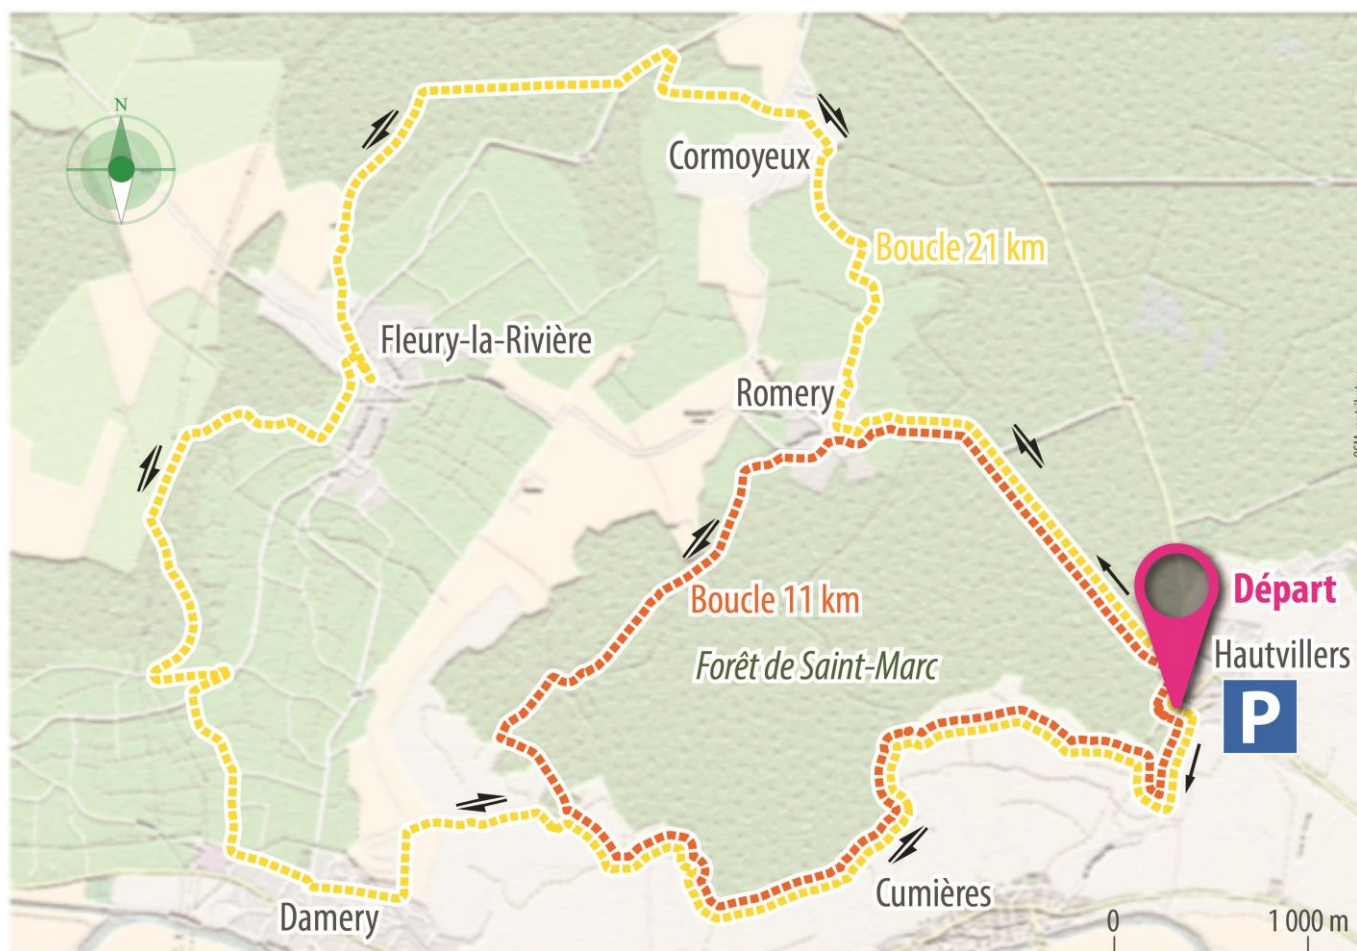 N
Cormoyeux
Boucle 21 km
Fleury-la-Rivière
Romery
Départ
Boucle 11 km
Hautvillers
Forêt de Saint-Marc
P
Cumières
Damery
0
1 000 m